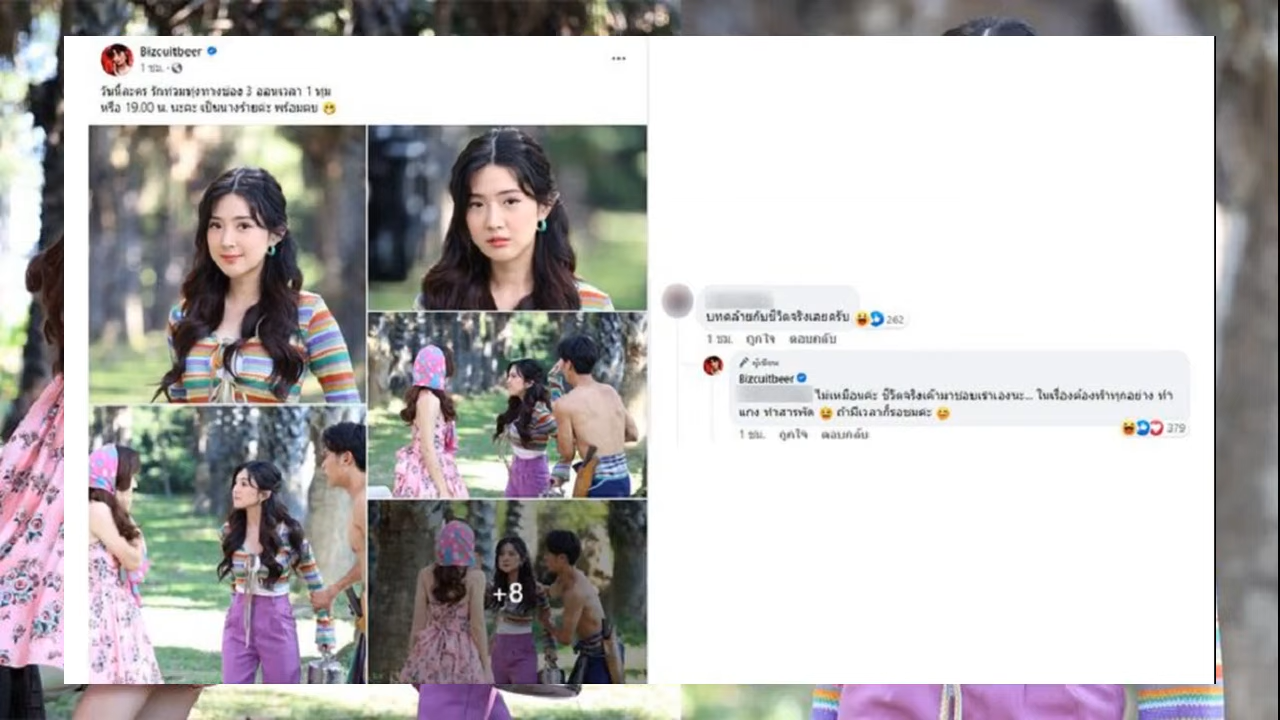 Bizcuitbeer
1 ชม.
วันนี้ละคร รักท่วมทุ่งทางช่อง 3 ออนเวลา 1 ทุ่ม
หรือ 19.00 น. นะคะ เป็นนางร้ายค่ะ พร้อมตบ
+8
บทคล้ายกับชีวิตจริงเลยครับ
262
1 ชม. ถูกใจ ตอบกลับ
ผู้เขียน
Bizcuitbeer
ไม่เหมือนค่ะ ชีวิตจริงเค้ามาชอบเราเองนะ... ในเรื่องต้องทำทุกอย่าง ทำ
แกง ทำสารพัด ถ้ามีเวลาก็รอชมค่ะ
379
1 ชม. ถูกใจ ตอบกลับ